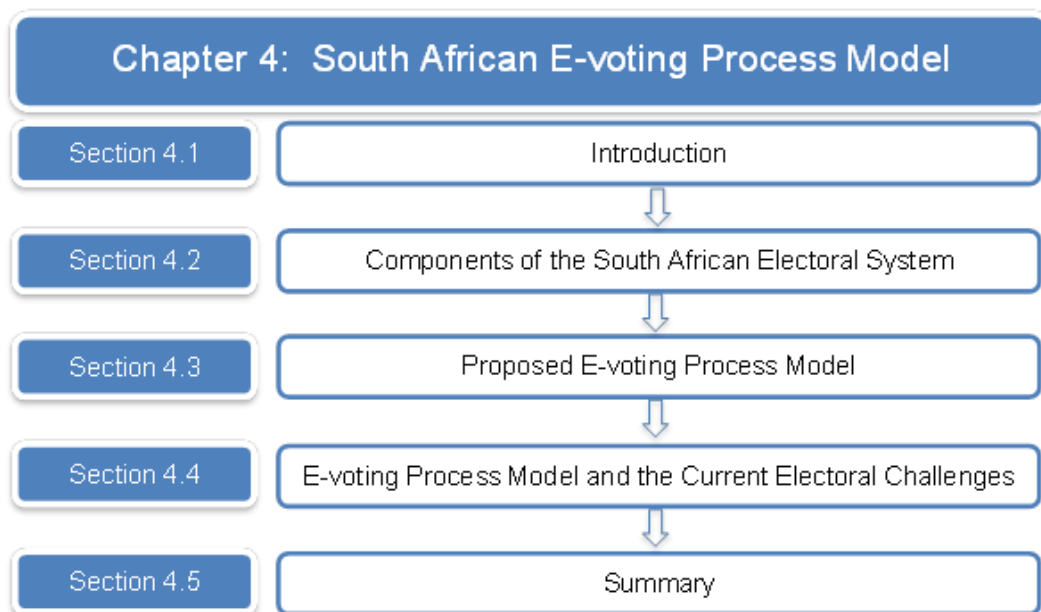 Chapter 4: South African E-voting Process Model
Section 4.1
Introduction
Section 4.2
Components of the South African Electoral System
Section 4.3
Proposed E-voting Process Model
Section 4.4
E-voting Process Model and the Current Electoral Challenges
Section 4.5
Summary